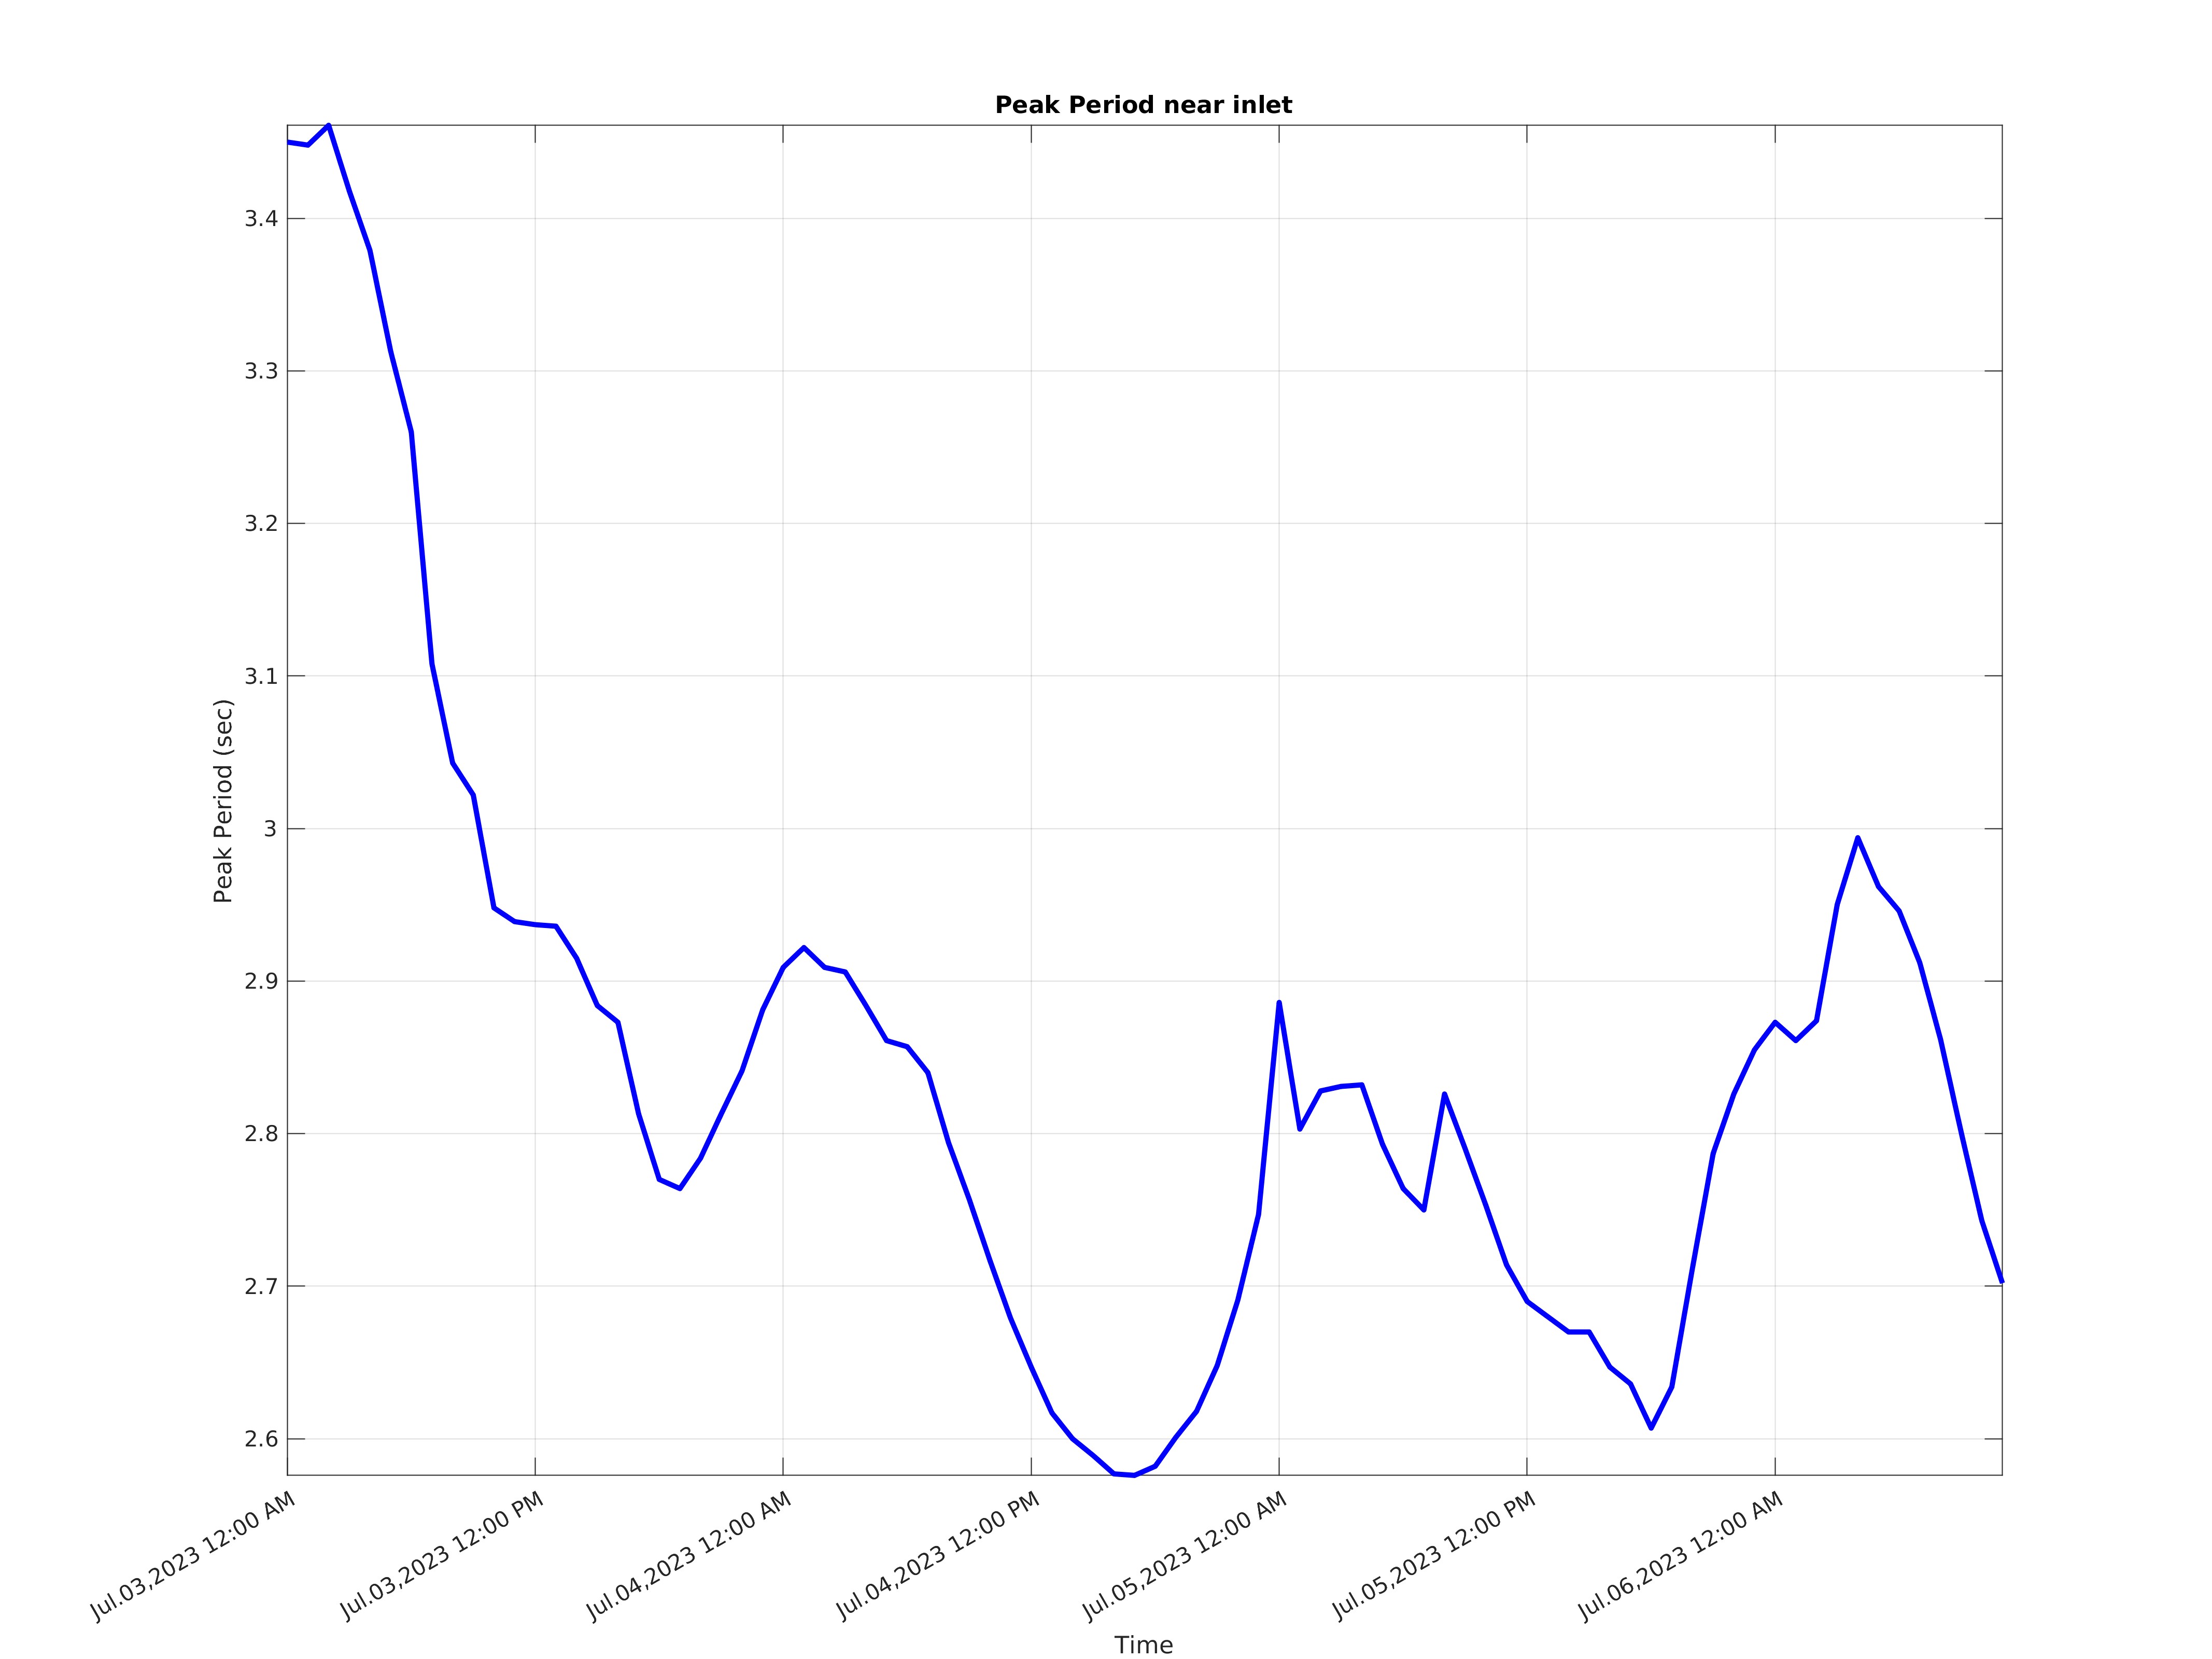 Peak Period near inlet
Peak Period (sec)
3.4
3.3
3.2
3.1
3
2.9
2.8
2.7
2.6
Jul.03,2023 12:00 AM
Jul.03,2023 12:00 PM
Jul.04,2023 12:00 AM
Jul.04,2023 12:00 PM
Jul.05,2023 12:00 AM
Jul.05,2023 12:00 PM
Jul.06,2023 12:00 AM
Time